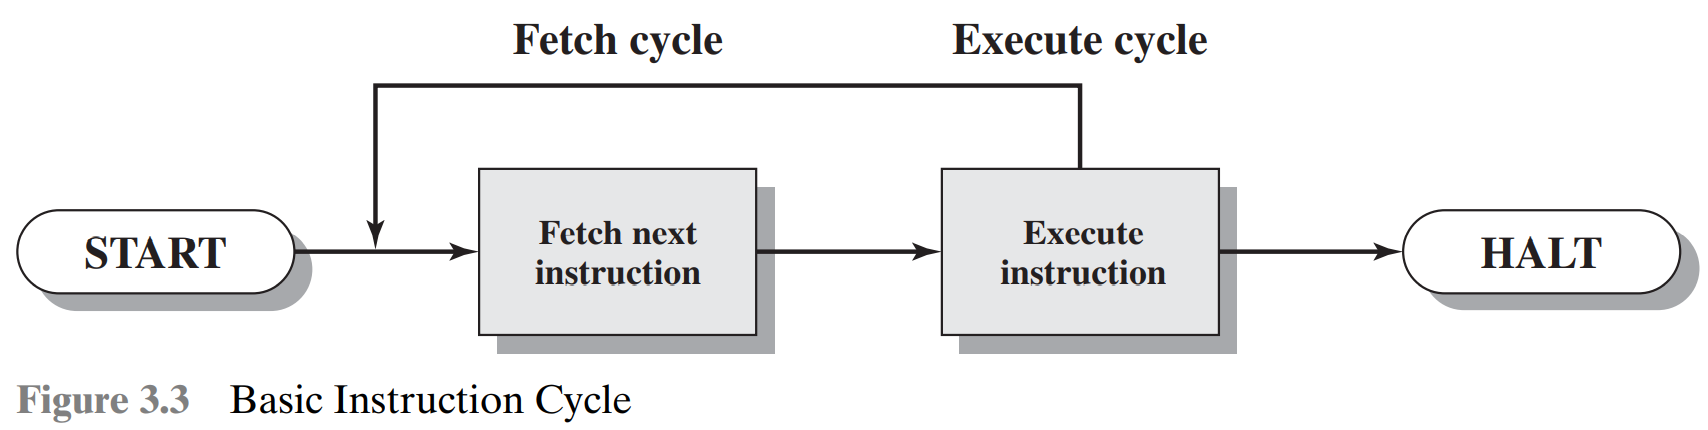 Fetch cycle
Execute cycle
START
Fetch next
instruction
Execute
instruction
HALT
Figure 3.3 Basic Instruction Cycle